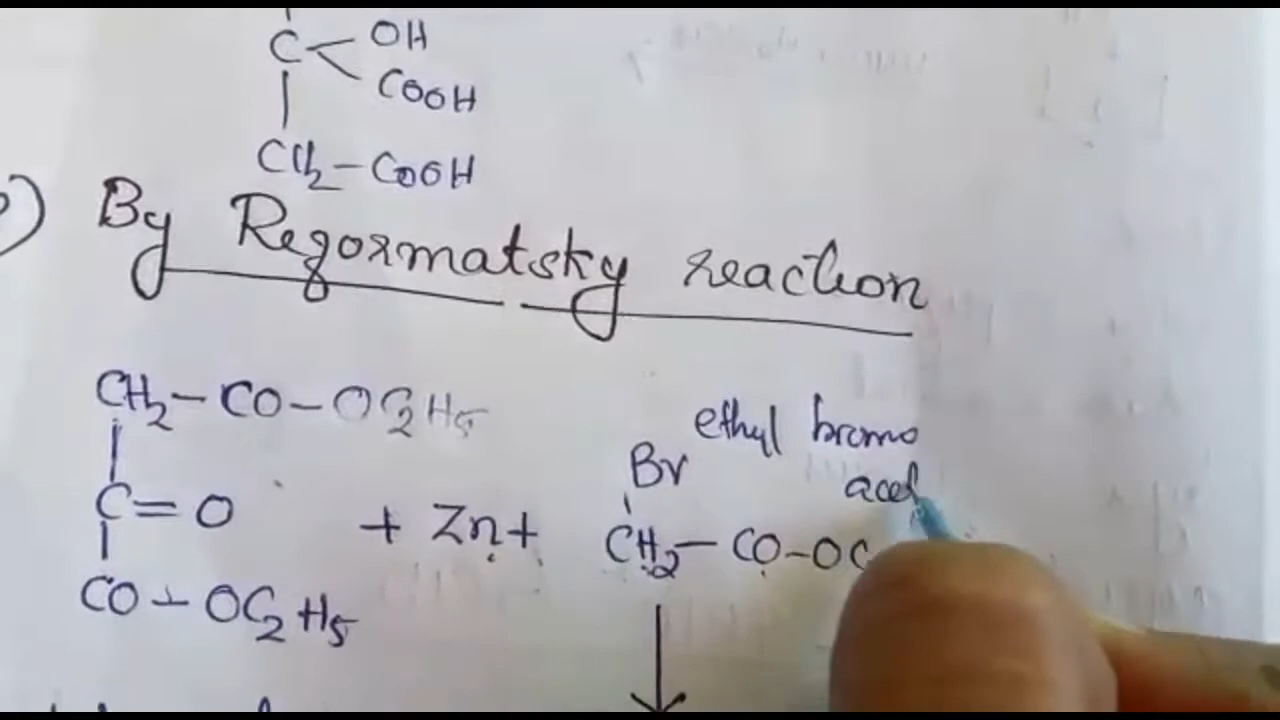 C < OH
COOH
CH2 – COOH
) By Regormatsky reaction
CH2 – CO – OC2H5
ethyl bromo
Br
C = O + Zn +
CH2 – CO – OC
CO – OC2H5